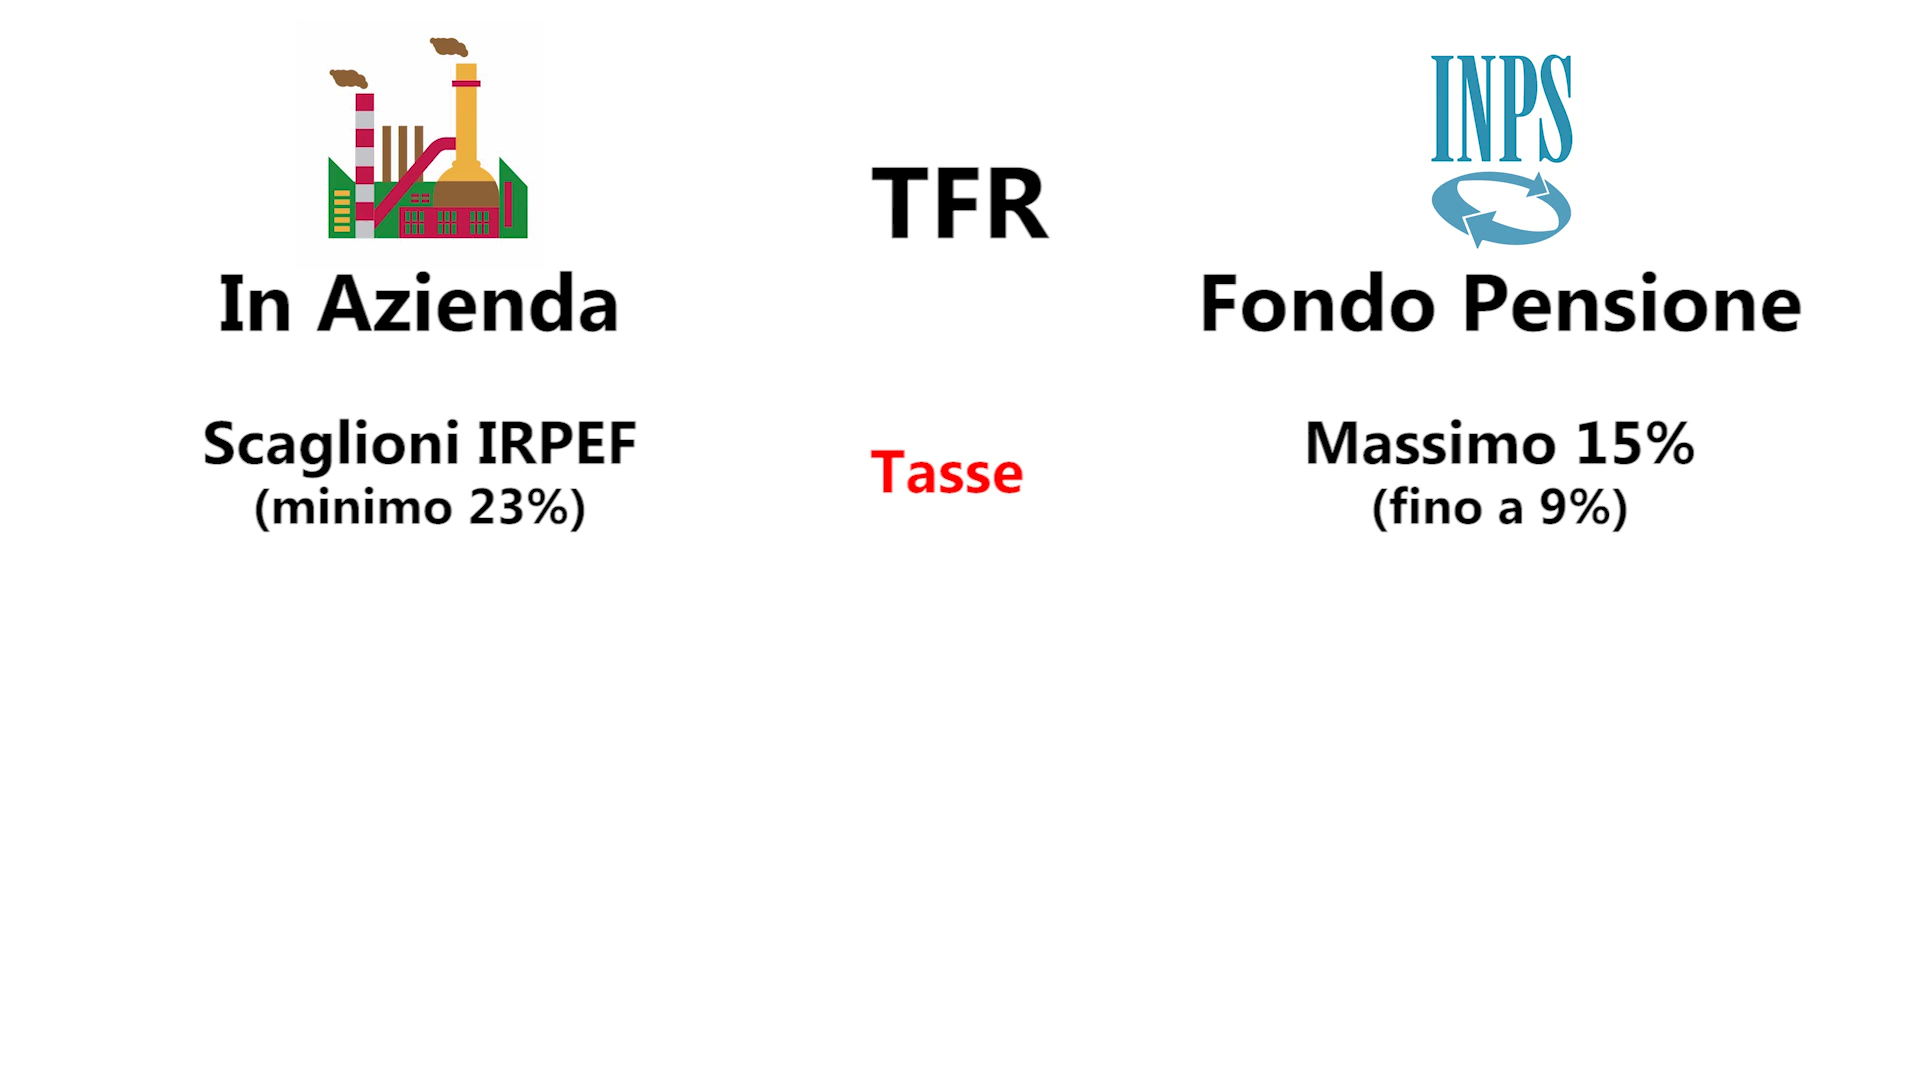 INPS
TFR
In Azienda
Fondo Pensione
Scaglioni IRPEF
(minimo 23%)
Tasse
Massimo 15%
(fino a 9%)